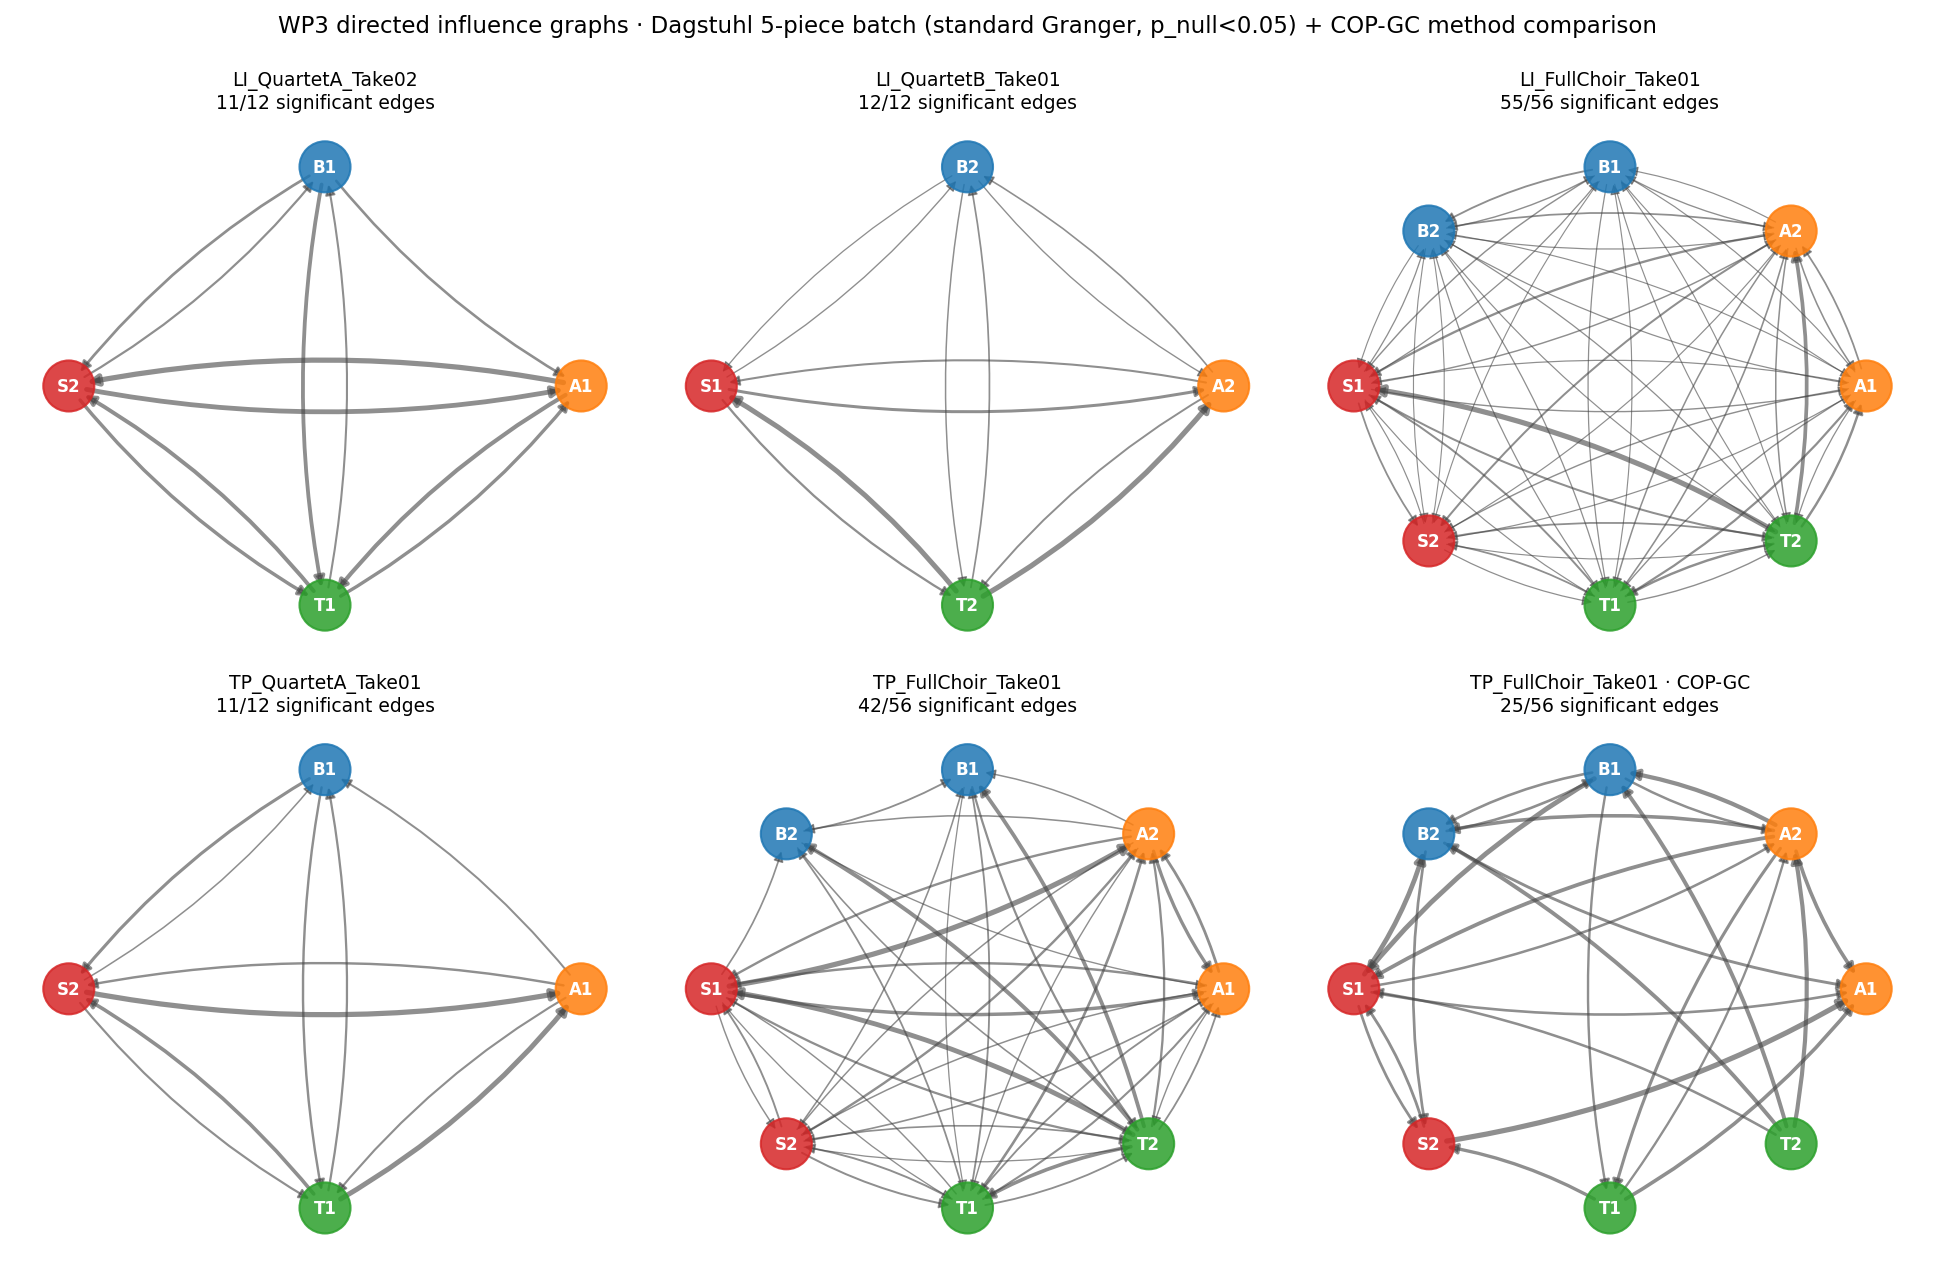 WP3 directed influence graphs · Dagstuhl 5-piece batch (standard Granger, p_null<0.05) + COP-GC method comparison
LI_QuartetA_Take02
11/12 significant edges
B1
S2
A1
T1
LI_QuartetB_Take01
12/12 significant edges
B2
S1
A2
T2
LI_FullChoir_Take01
55/56 significant edges
B1
B2
A2
S1
A1
S2
T2
T1
TP_QuartetA_Take01
11/12 significant edges
B1
S2
A1
T1
TP_FullChoir_Take01
42/56 significant edges
B1
B2
A2
S1
A1
S2
T2
T1
TP_FullChoir_Take01 · COP-GC
25/56 significant edges
B1
B2
A2
S1
A1
S2
T2
T1